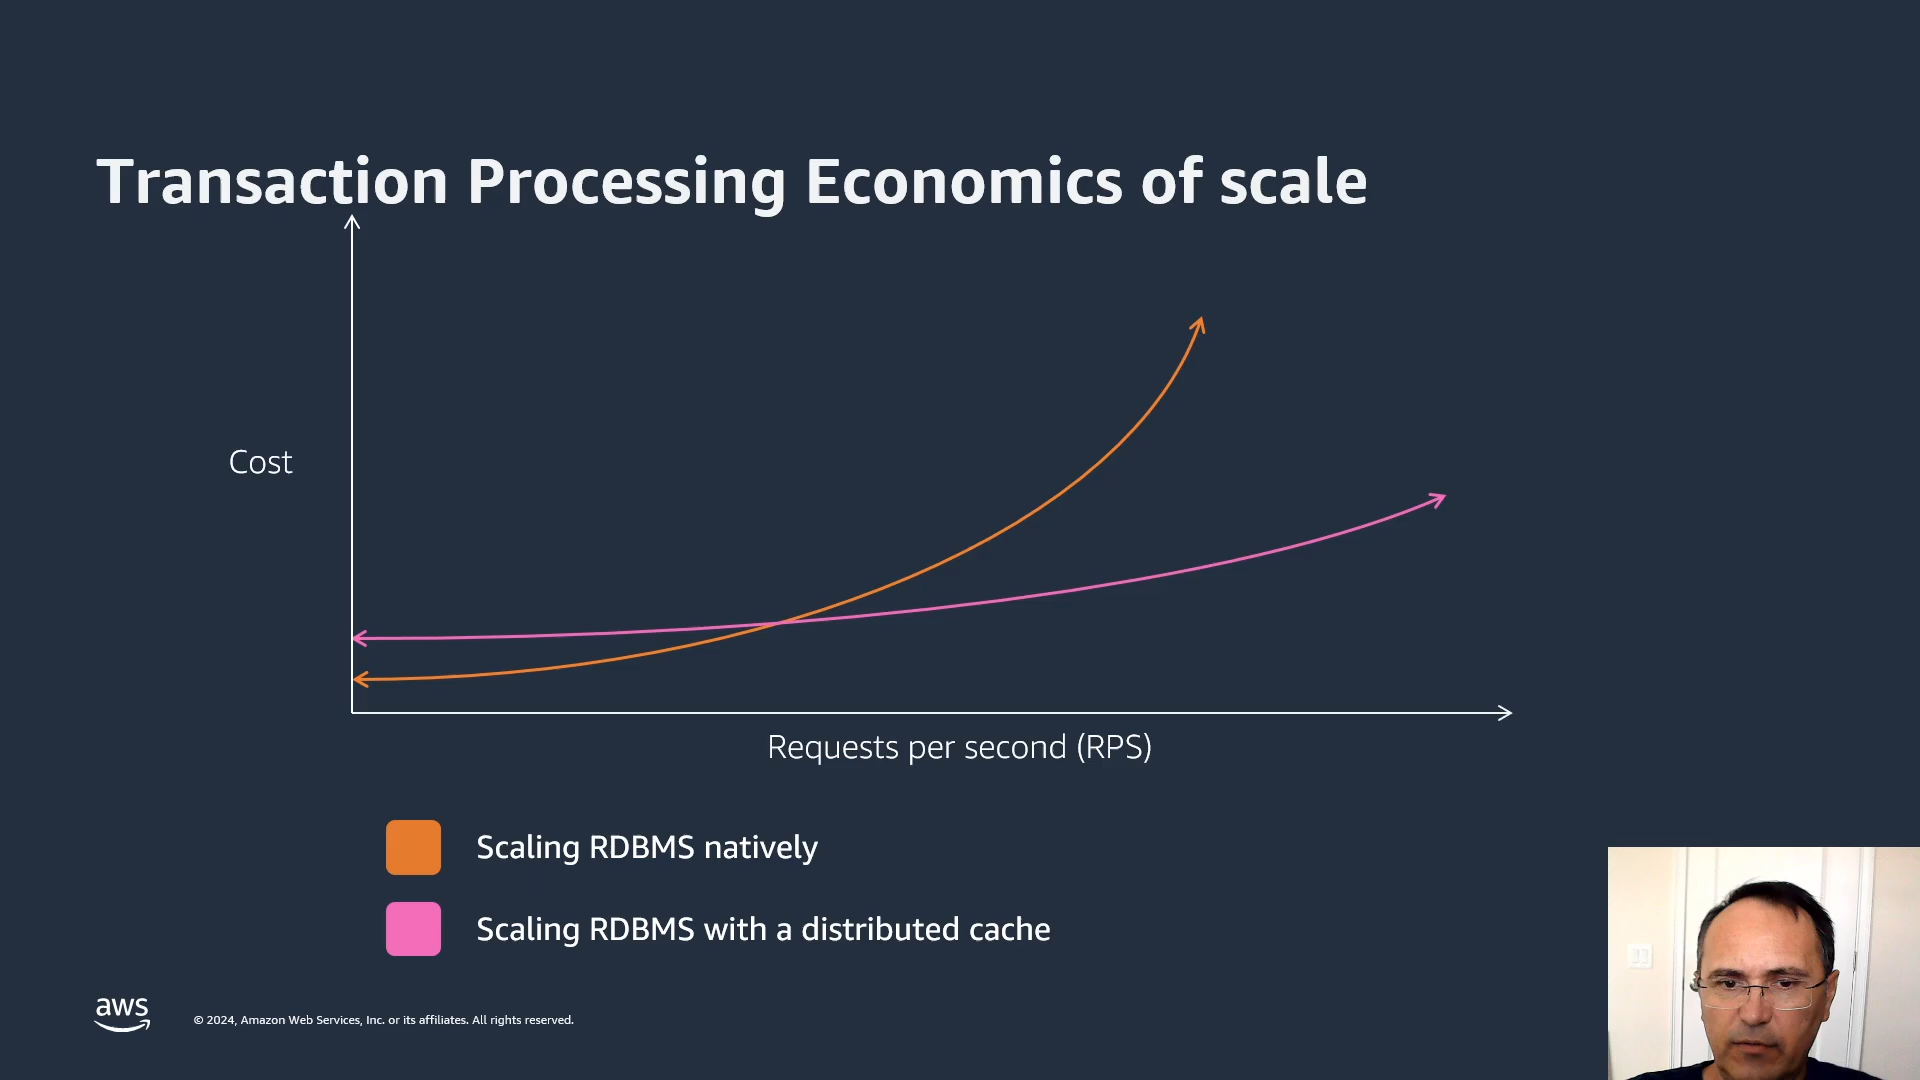 Transaction Processing Economics of scale
Cost
Requests per second (RPS)
Scaling RDBMS natively
Scaling RDBMS with a distributed cache
aws
© 2024, Amazon Web Services, Inc. or its affiliates. All rights reserved.